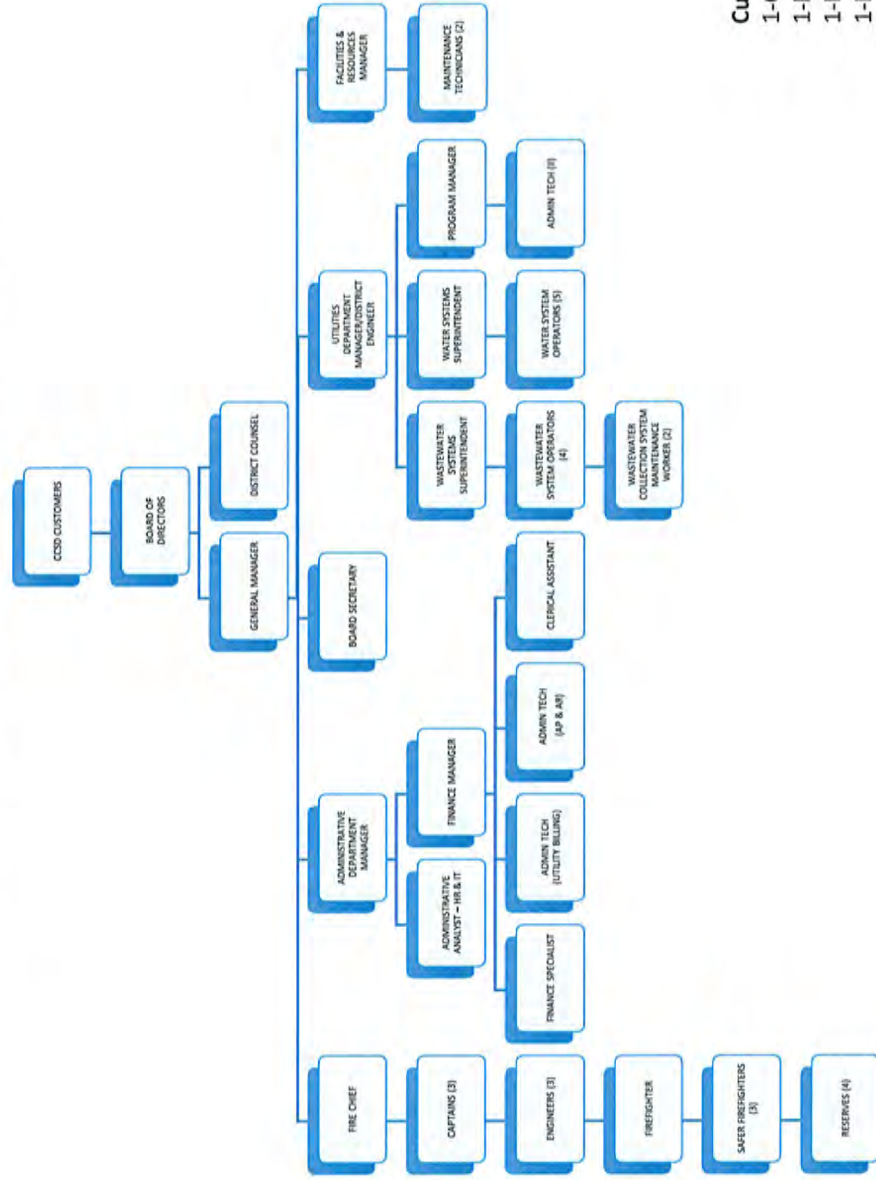 CCSD CUSTOMERS
BOARD OF
DIRECTORS
GENERAL MANAGER
DISTRICT COUNSEL
FIRE CHIEF
ADMINISTRATIVE
DEPARTMENT
MANAGER
BOARD SECRETARY
UTILITIES
DEPARTMENT
MANAGER/DISTRICT
ENGINEER
FACILITIES &
RESOURCES
MANAGER
CAPTAINS (3)
ADMINISTRATIVE
ANALYST – HR & IT
FINANCE MANAGER
WASTEWATER
SYSTEMS
SUPERINTENDENT
WATER SYSTEMS
SUPERINTENDENT
PROGRAM MANAGER
MAINTENANCE
TECHNICIANS (2)
ENGINEERS (3)
FINANCE SPECIALIST
ADMIN TECH
(UTILITY BILLING)
ADMIN TECH
(AP & AR)
CLERICAL ASSISTANT
WASTEWATER
SYSTEM OPERATORS
(4)
WATER SYSTEM
OPERATORS (5)
ADMIN TECH (II)
FIREFIGHTER
WASTEWATER
COLLECTION SYSTEM
MAINTENANCE
WORKER (2)
SAFER FIREFIGHTERS
(3)
RESERVES (4)